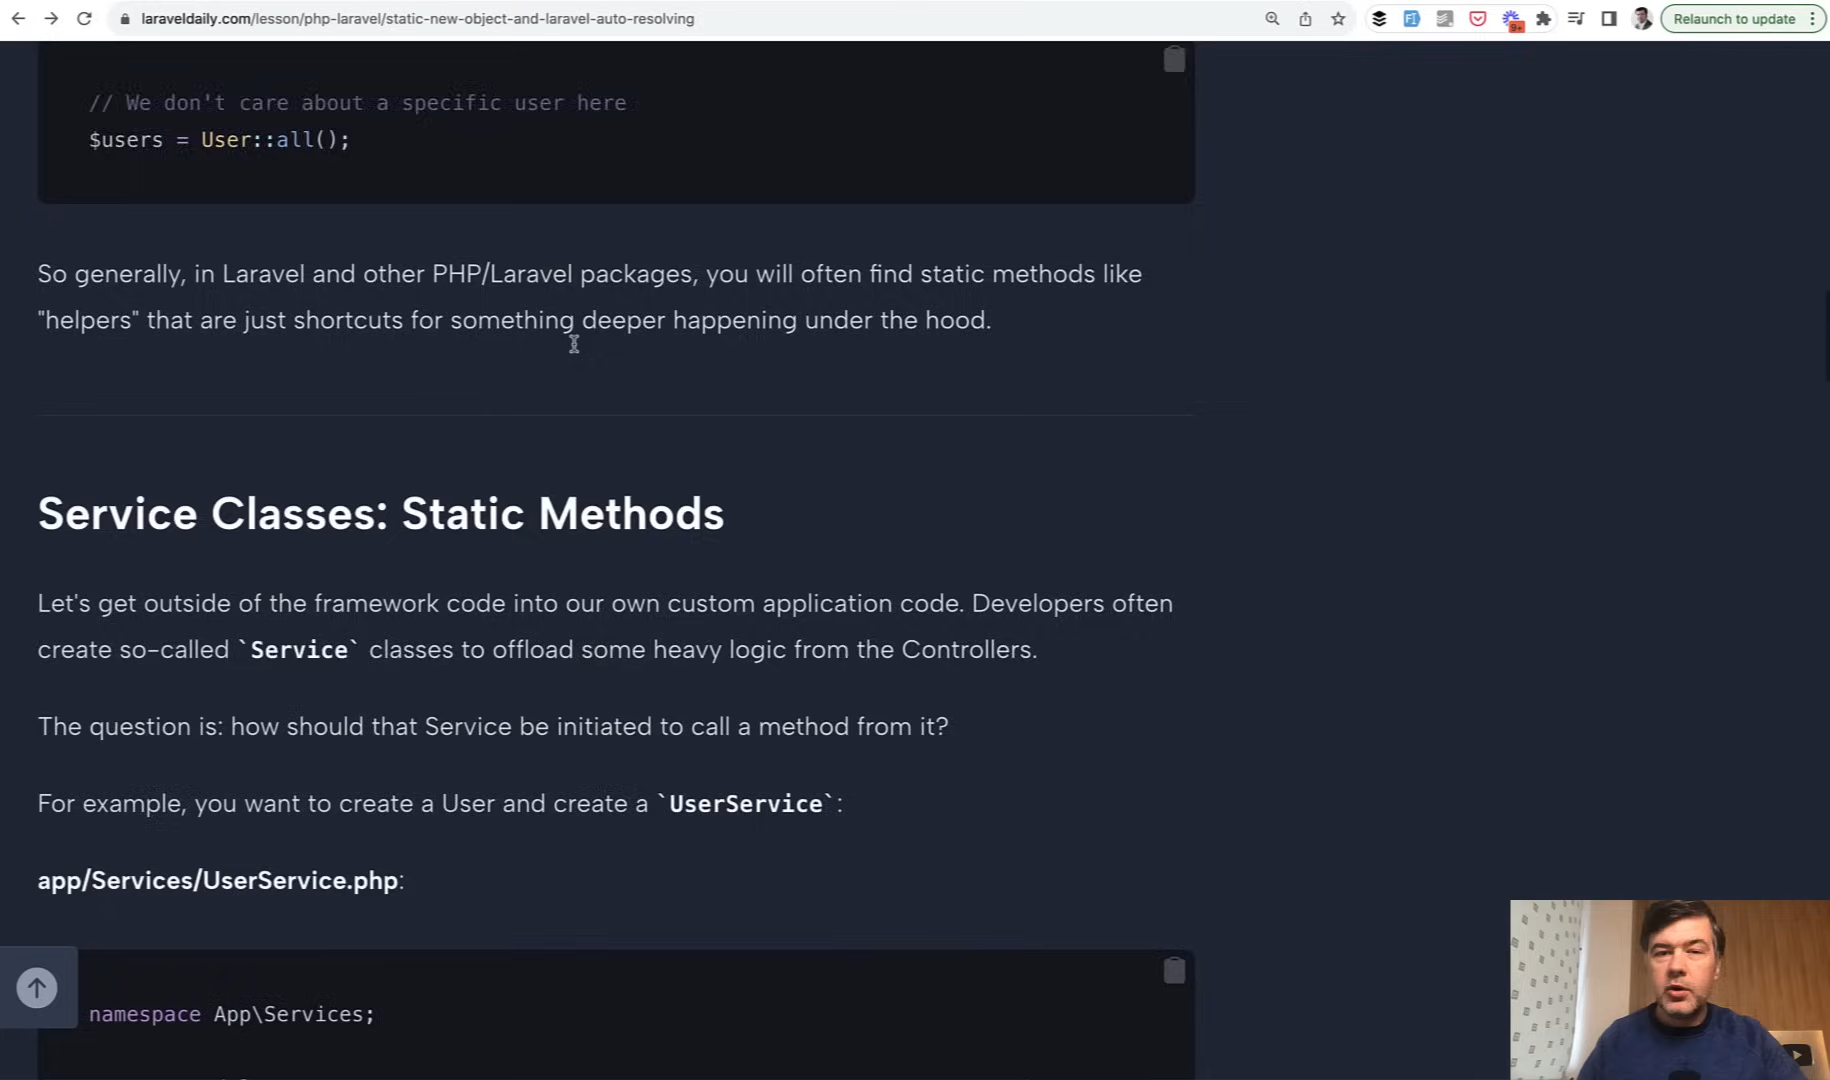 laraveldaily.com/lesson/php-laravel/static-new-object-and-laravel-auto-resolving
9+
Relaunch to update
// We don't care about a specific user here
$users = User::all();
So generally, in Laravel and other PHP/Laravel packages, you will often find static methods like
"helpers" that are just shortcuts for something deeper happening under the hood.
Service Classes: Static Methods
Let's get outside of the framework code into our own custom application code. Developers often
create so-called `Service` classes to offload some heavy logic from the Controllers.
The question is: how should that Service be initiated to call a method from it?
For example, you want to create a User and create a `UserService`:
app/Services/UserService.php:
namespace App\Services;